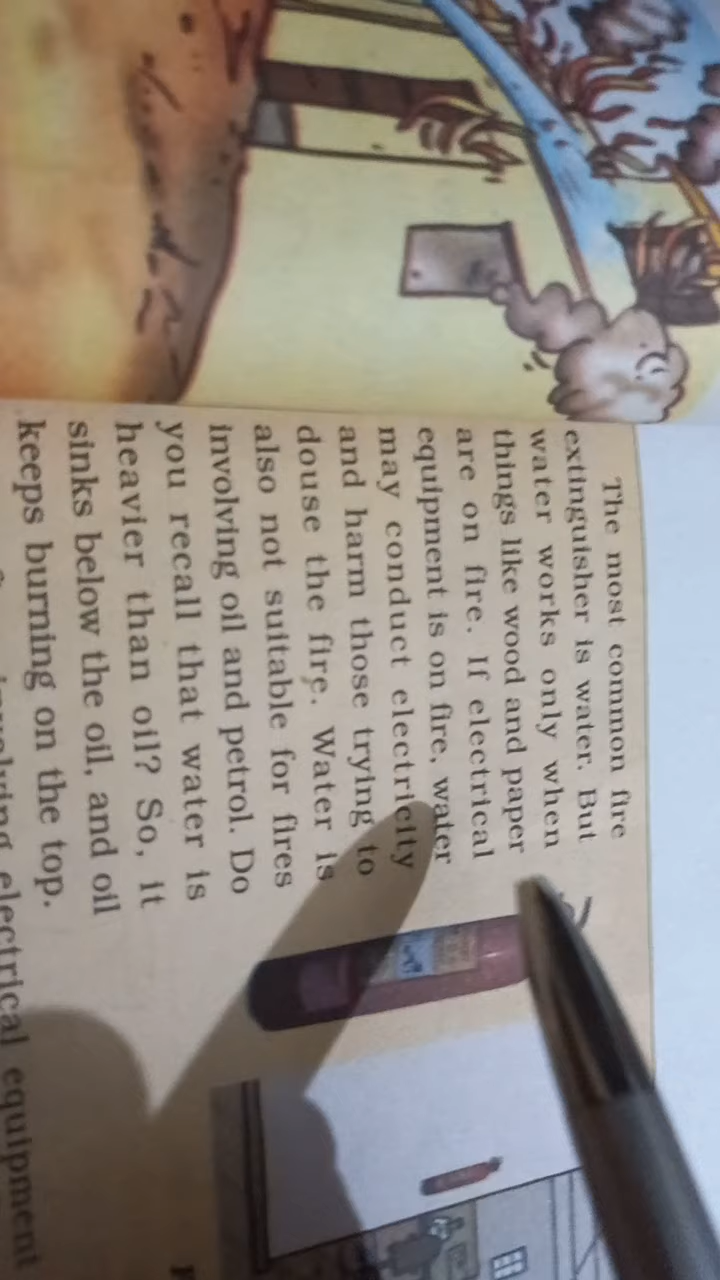 The most common fire
extinguisher is water. But
water works only when
things like wood and paper
are on fire. If electrical
equipment is on fire, water
may conduct electricity
and harm those trying to
douse the fire. Water is
also not suitable for fires
involving oil and petrol. Do
you recall that water is
heavier than oil? So, it
sinks below the oil, and oil
keeps burning on the top.
electrical equipment